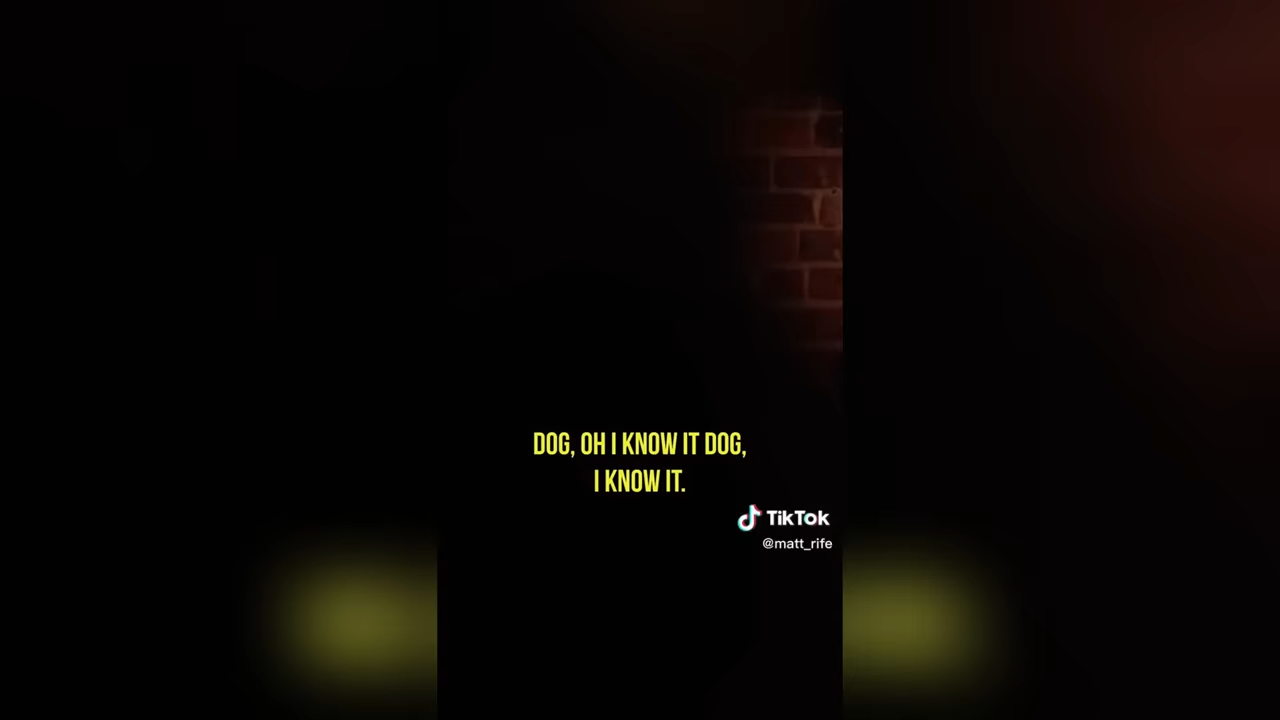 DOG, OH I KNOW IT DOG,
I KNOW IT.
TikTok
@matt_rife